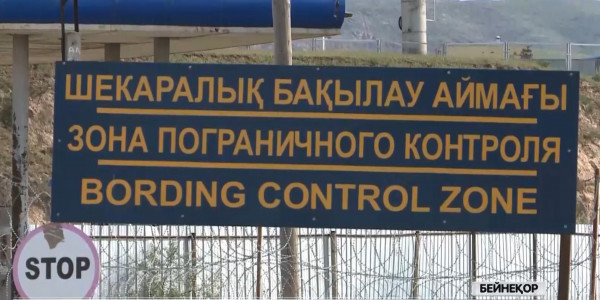 ШЕКАРАЛЫҚ БАҚЫЛАУ АЙМАҒЫ
ЗОНА ПОГРАНИЧНОГО КОНТРОЛЯ
BORDING CONTROL ZONE
STOP
БЕЙНЕҚОР